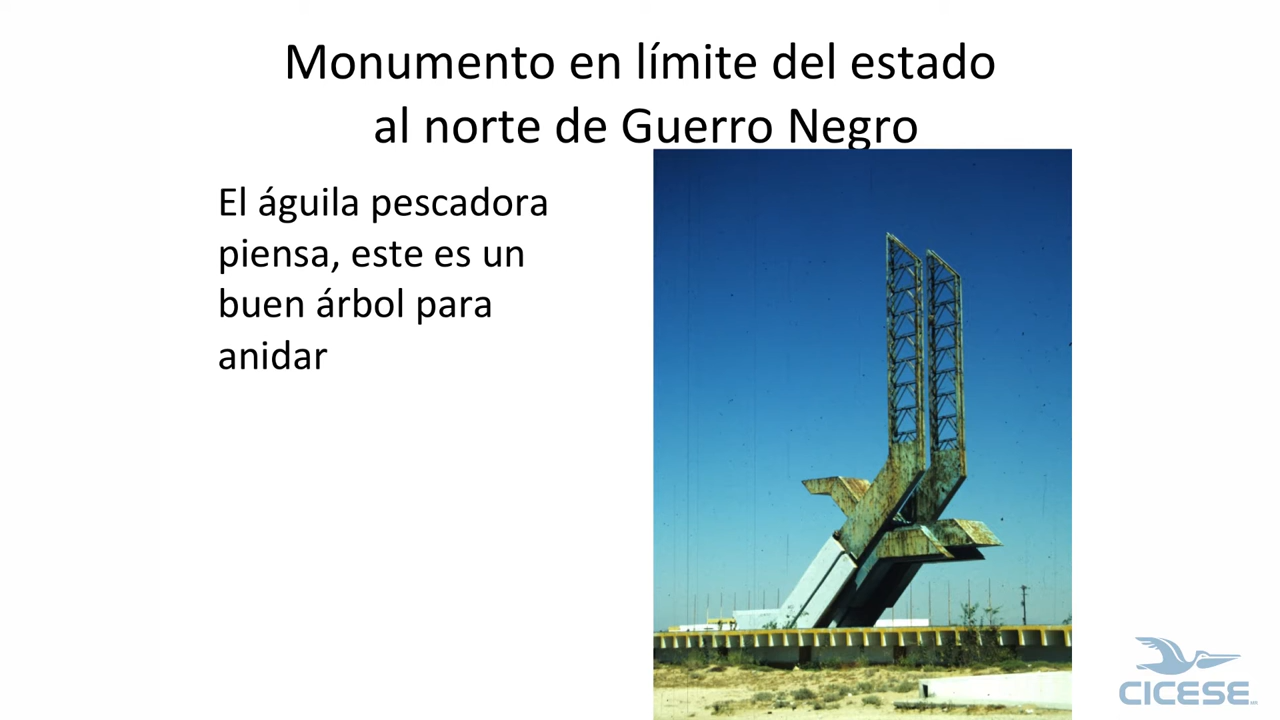 Monumento en límite del estado
al norte de Guerro Negro
El águila pescadora
piensa, este es un
buen árbol para
anidar
CICESE